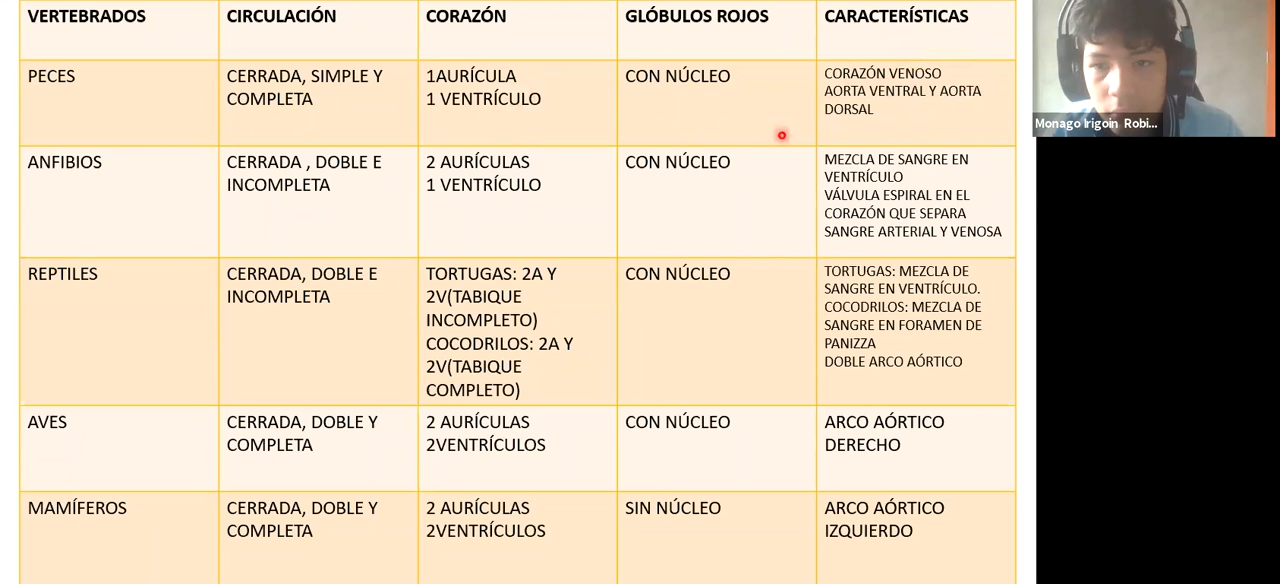 VERTEBRADOS
CIRCULACIÓN
CORAZÓN
GLÓBULOS ROJOS
CARACTERÍSTICAS
PECES
CERRADA, SIMPLE Y
COMPLETA
1AURÍCULA
1 VENTRÍCULO
CON NÚCLEO
CORAZÓN VENOSO
AORTA VENTRAL Y AORTA
DORSAL
ANFIBIOS
CERRADA , DOBLE E
INCOMPLETA
2 AURÍCULAS
1 VENTRÍCULO
CON NÚCLEO
MEZCLA DE SANGRE EN
VENTRÍCULO
VÁLVULA ESPIRAL EN EL
CORAZÓN QUE SEPARA
SANGRE ARTERIAL Y VENOSA
REPTILES
CERRADA, DOBLE E
INCOMPLETA
TORTUGAS: 2A Y
2V(TABIQUE
INCOMPLETO)
COCODRILOS: 2A Y
2V(TABIQUE
COMPLETO)
CON NÚCLEO
TORTUGAS: MEZCLA DE
SANGRE EN VENTRÍCULO.
COCODRILOS: MEZCLA DE
SANGRE EN FORAMEN DE
PANIZZA
DOBLE ARCO AÓRTICO
AVES
CERRADA, DOBLE Y
COMPLETA
2 AURÍCULAS
2VENTRÍCULOS
CON NÚCLEO
ARCO AÓRTICO
DERECHO
MAMÍFEROS
CERRADA, DOBLE Y
COMPLETA
2 AURÍCULAS
2VENTRÍCULOS
SIN NÚCLEO
ARCO AÓRTICO
IZQUIERDO
Monago Irigoin Robi...